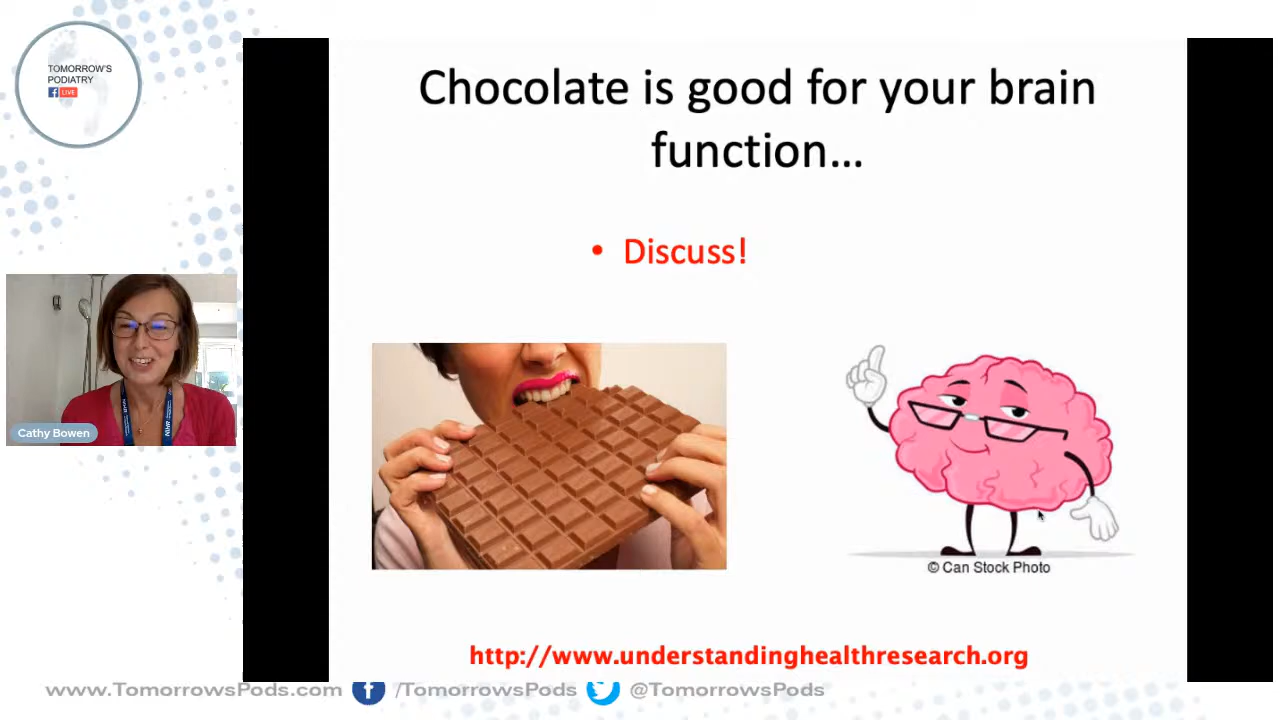 TOMORROW'S
PODIATRY
f LIVE
Chocolate is good for your brain
function...
• Discuss!
Cathy Bowen
© Can Stock Photo
http://www.understandinghealthresearch.org
www.TomorrowsPods.com f /TomorrowsPods @TomorrowsPods